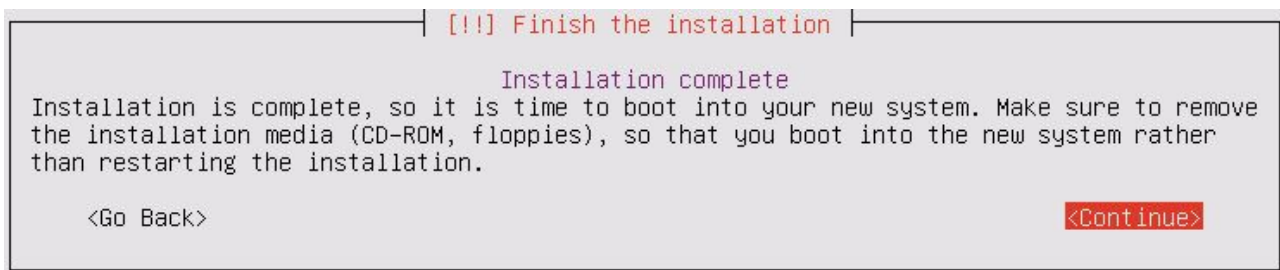 [!!] Finish the installation
Installation complete
Installation is complete, so it is time to boot into your new system. Make sure to remove
the installation media (CD-ROM, floppies), so that you boot into the new system rather
than restarting the installation.
<Go Back> <Continue>